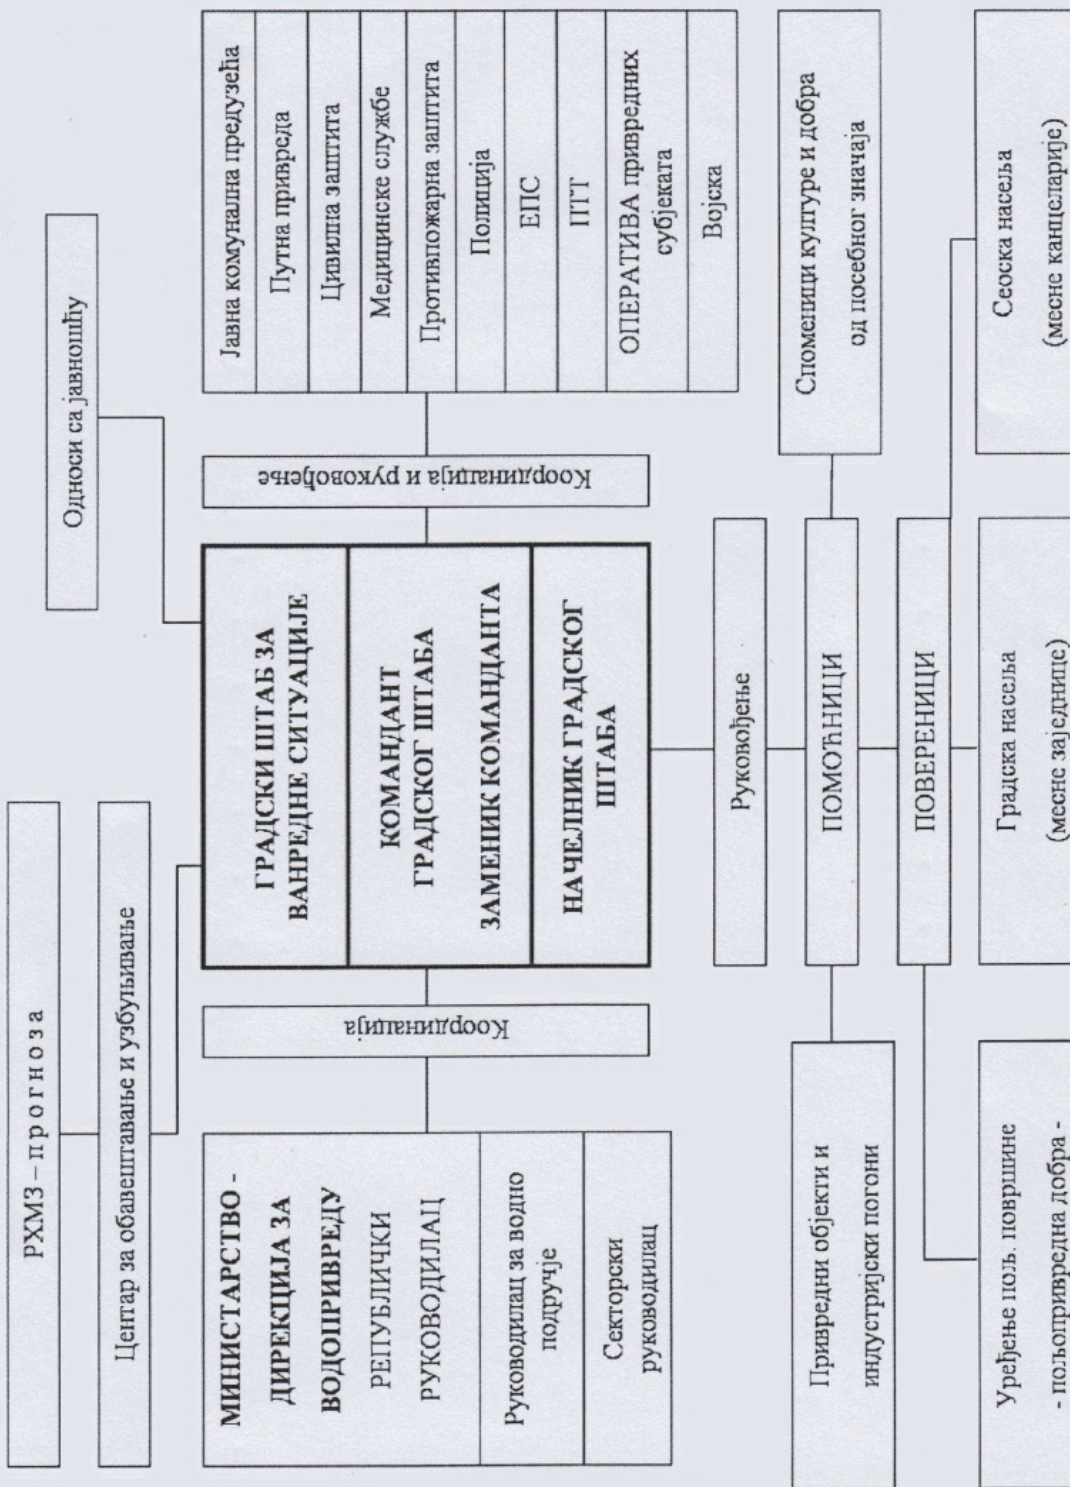 РХМЗ – прогноза
Центар за обавештавање и узбуњивање
Односи са јавношћу
МИНИСТАРСТВО -
ДИРЕКЦИЈА ЗА
ВОДОПРИВРЕДУ
РЕПУБЛИЧКИ
РУКОВОДИЛАЦ
Руководилац за водно
подручје
Секторски
руководилац
Координација
ГРАДСКИ ШТАБ ЗА
ВАНРЕДНЕ СИТУАЦИЈЕ
КОМАНДАНТ
ГРАДСКОГ ШТАБА
ЗАМЕНИК КОМАНДАНТА
НАЧЕЛНИК ГРАДСКОГ
ШТАБА
Координација и руковођење
Јавна комунална предузећа
Путна привреда
Цивилна заштита
Медицинске службе
Противпожарна заштита
Полиција
ЕПС
ПТТ
ОПЕРАТИВА привредних
субјеката
Војска
Руковођење
Привредни објекти и
индустријски погони
ПОМОЋНИЦИ
Споменици културе и добра
од посебног значаја
ПОВЕРЕНИЦИ
Уређење пољ. површине
- пољопривредна добра -
Градска насеља
(месне заједнице)
Сеоска насеља
(месне канцеларије)